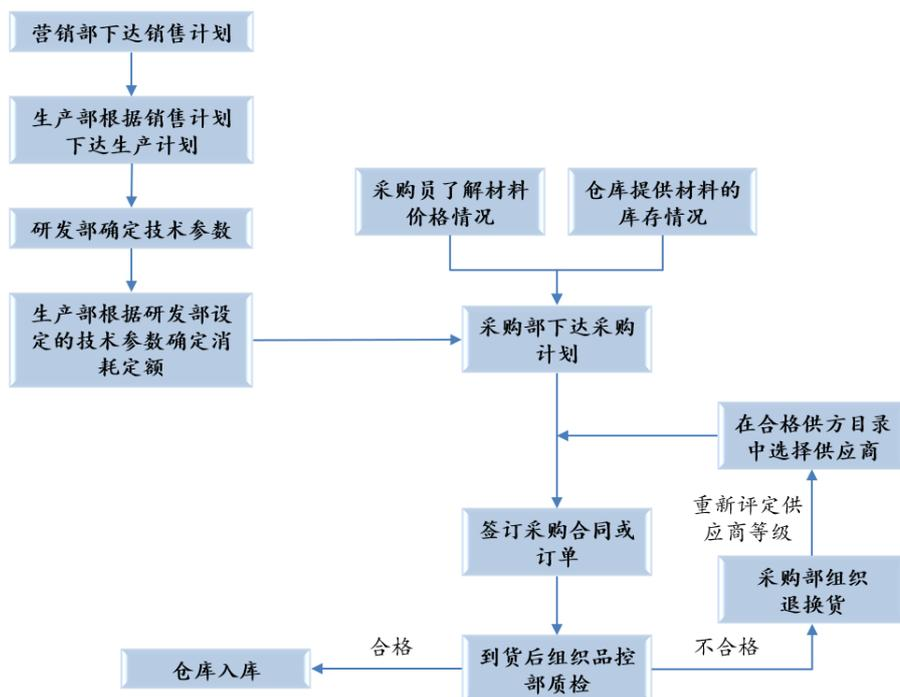 营销部下达销售计划
生产部根据销售计划
下达生产计划
研发部确定技术参数
生产部根据研发部设
定的技术参数确定消
耗定额
采购员了解材料
价格情况
仓库提供材料的
库存情况
采购部下达采购
计划
在合格供方目录
中选择供应商
重新评定供
应商等级
签订采购合同或
订单
采购部组织
退换货
合格
不合格
仓库入库
到货后组织品控
部质检